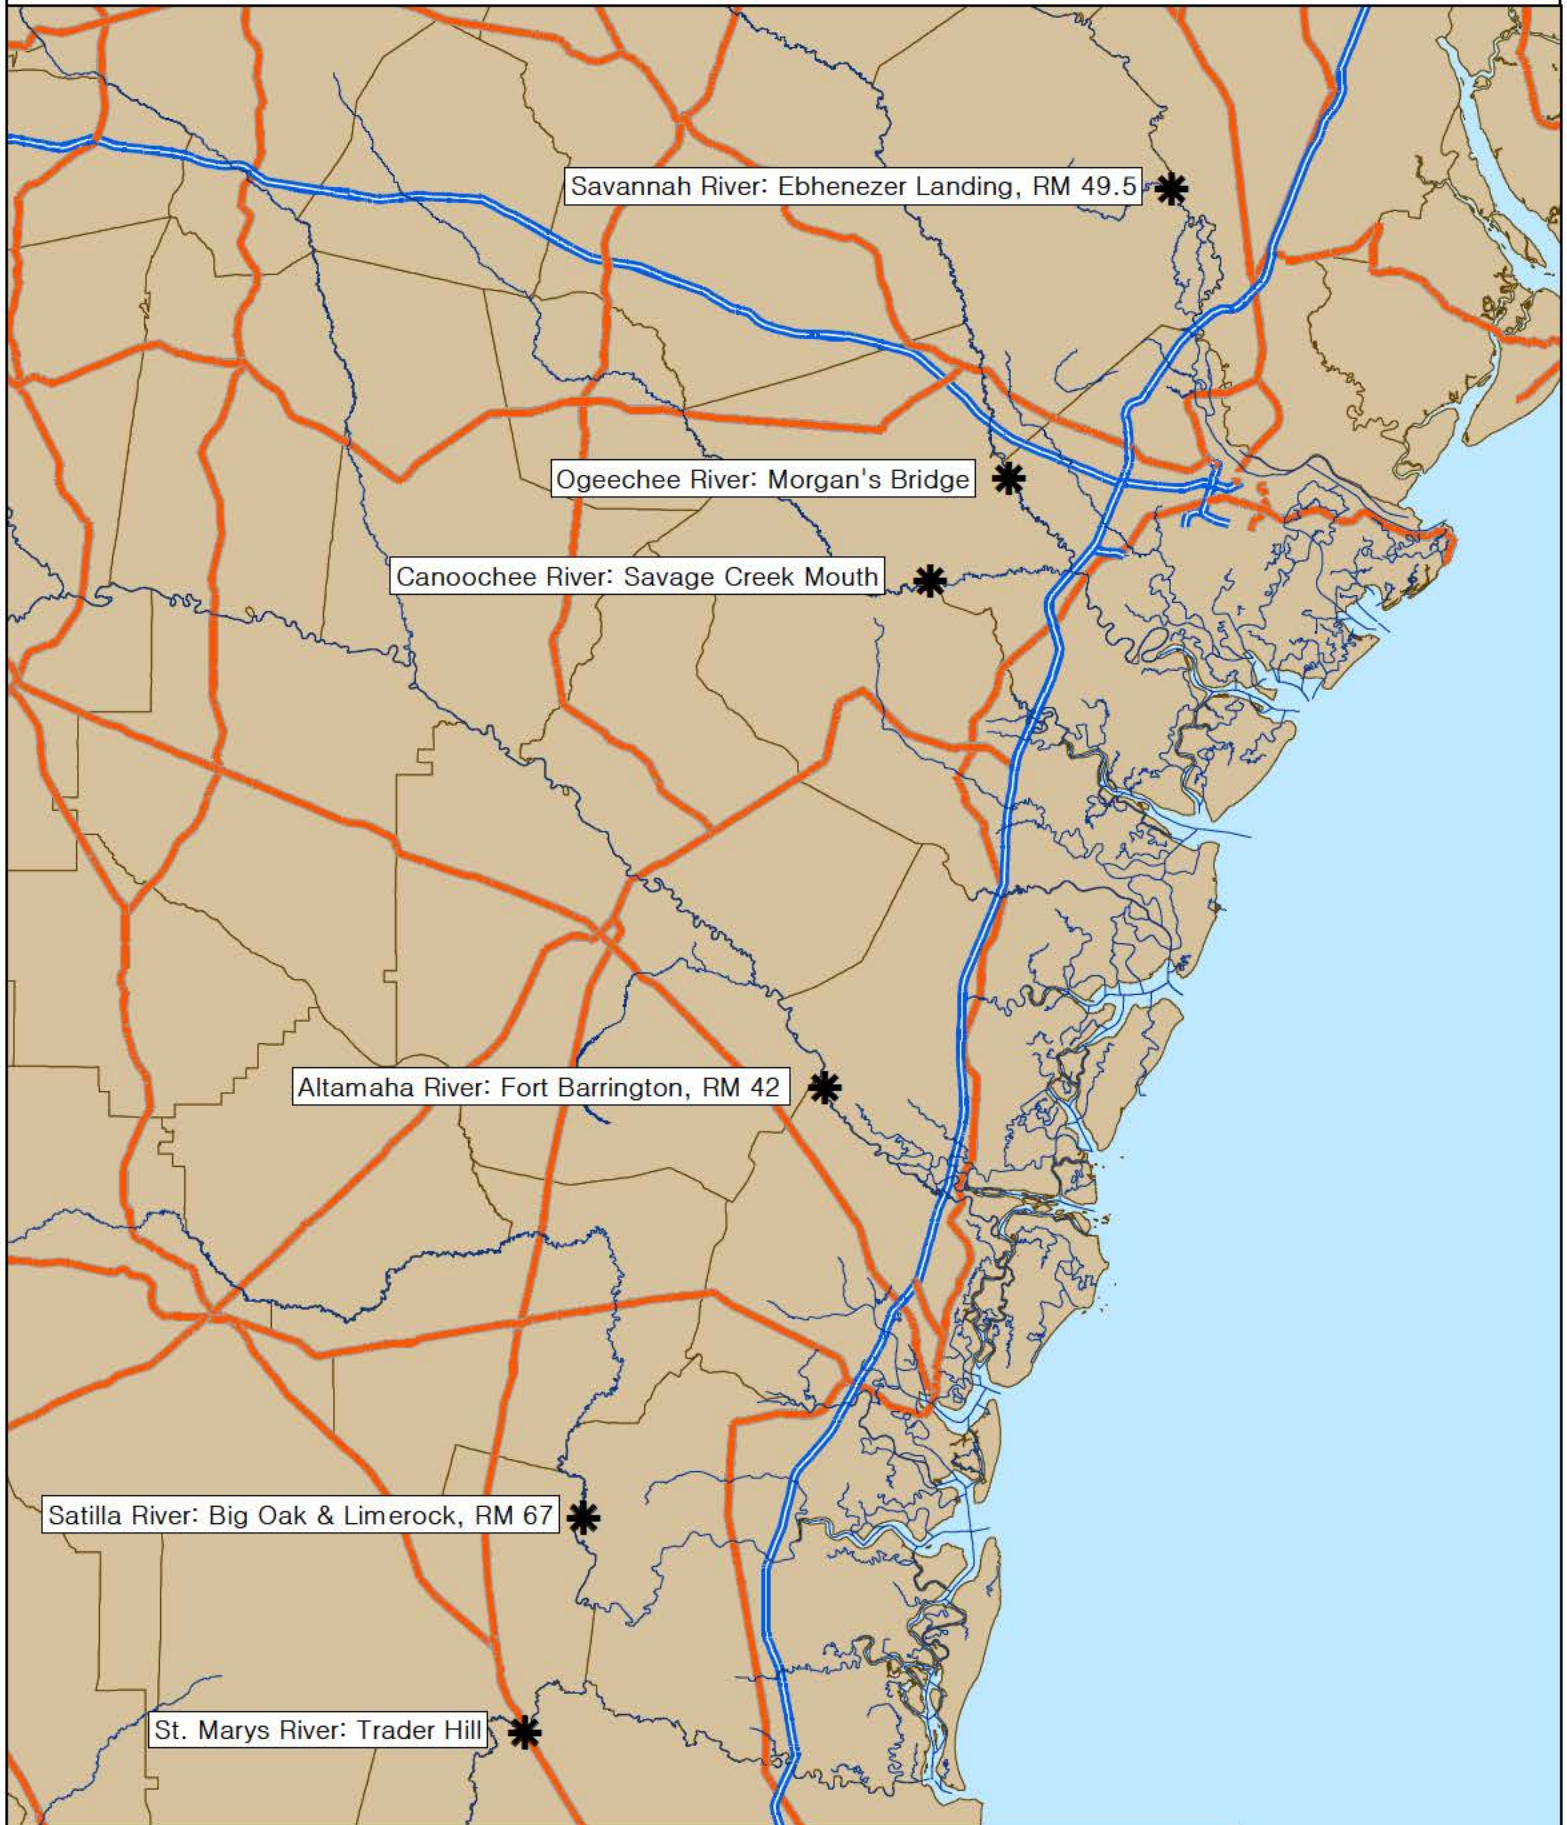 Savannah River: Ebhenezer Landing, RM 49.5
Ogeechee River: Morgan's Bridge
Canoochee River: Savage Creek Mouth
Altamaha River: Fort Barrington, RM 42
Satilla River: Big Oak & Limerock, RM 67
St. Marys River: Trader Hill